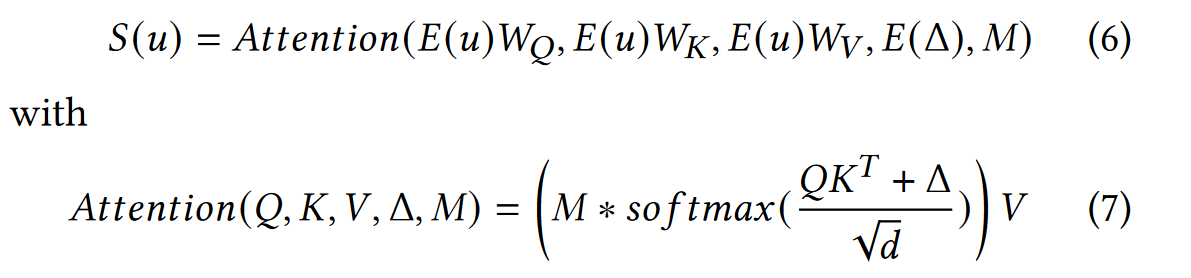 S(u) = Attention(E(u)W_Q, E(u)W_K, E(u)W_V, E(Δ), M) (6)
with
Attention(Q, K, V, Δ, M) = (M * softmax((QK^T + Δ)/√d)) V (7)